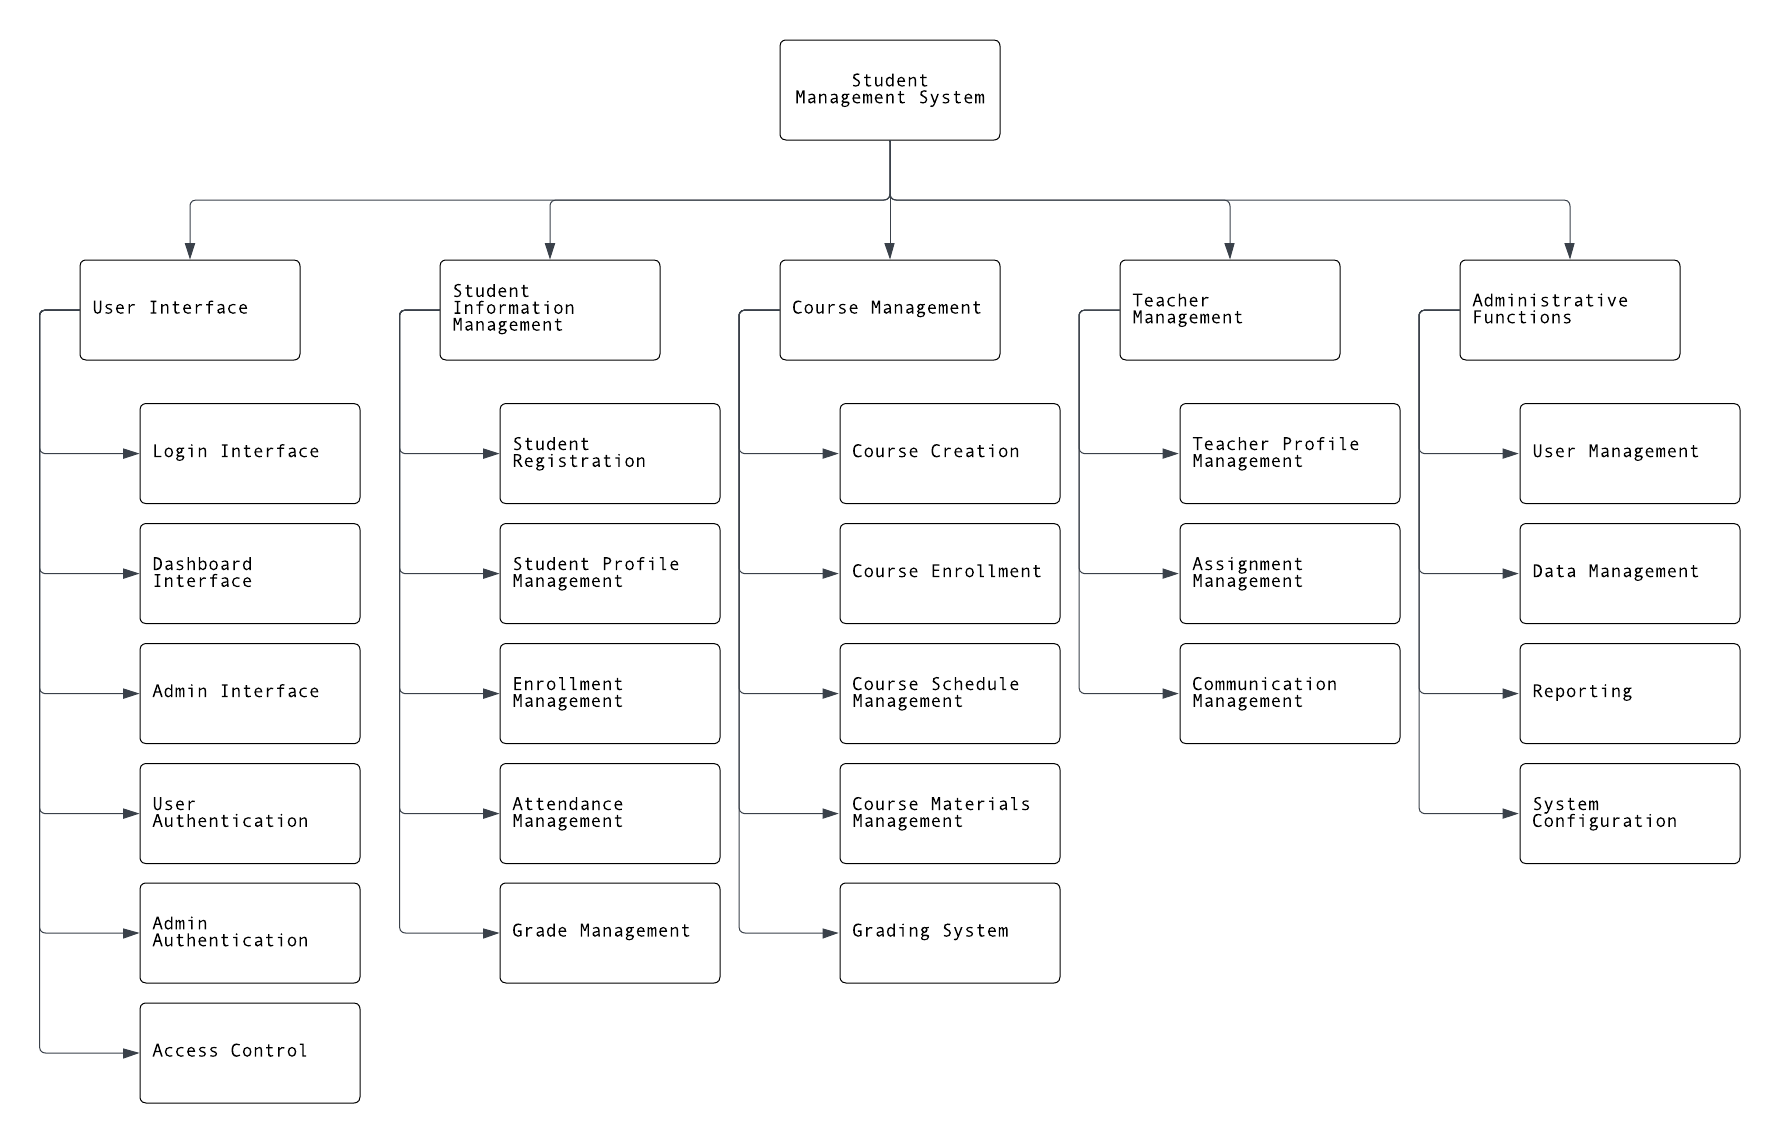 Student
Management System
User Interface
Student
Information
Management
Course Management
Teacher
Management
Administrative
Functions
Login Interface
Dashboard
Interface
Admin Interface
User
Authentication
Admin
Authentication
Access Control
Student
Registration
Student Profile
Management
Enrollment
Management
Attendance
Management
Grade Management
Course Creation
Course Enrollment
Course Schedule
Management
Course Materials
Management
Grading System
Teacher Profile
Management
Assignment
Management
Communication
Management
User Management
Data Management
Reporting
System
Configuration